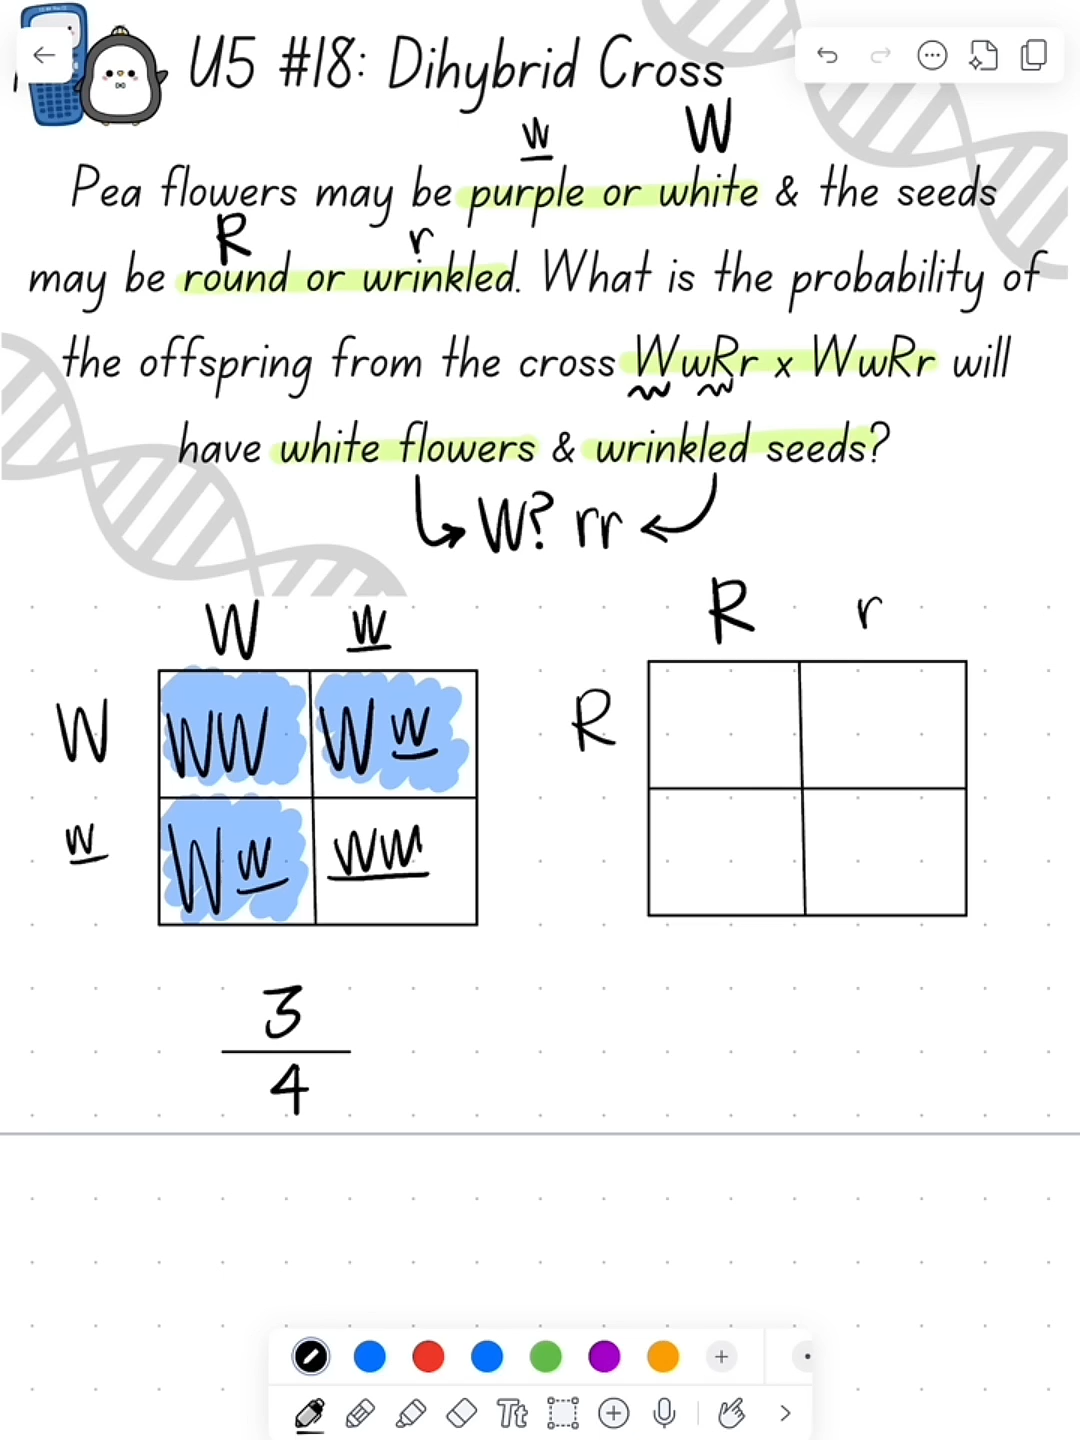 U5 #18: Dihybrid Cross
w W
Pea flowers may be purple or white & the seeds
R r
may be round or wrinkled. What is the probability of
the offspring from the cross WwRr x WwRr will
have white flowers & wrinkled seeds?
W? rr
W w
W WW Ww
w Ww ww
R r
R
3
4
Tt